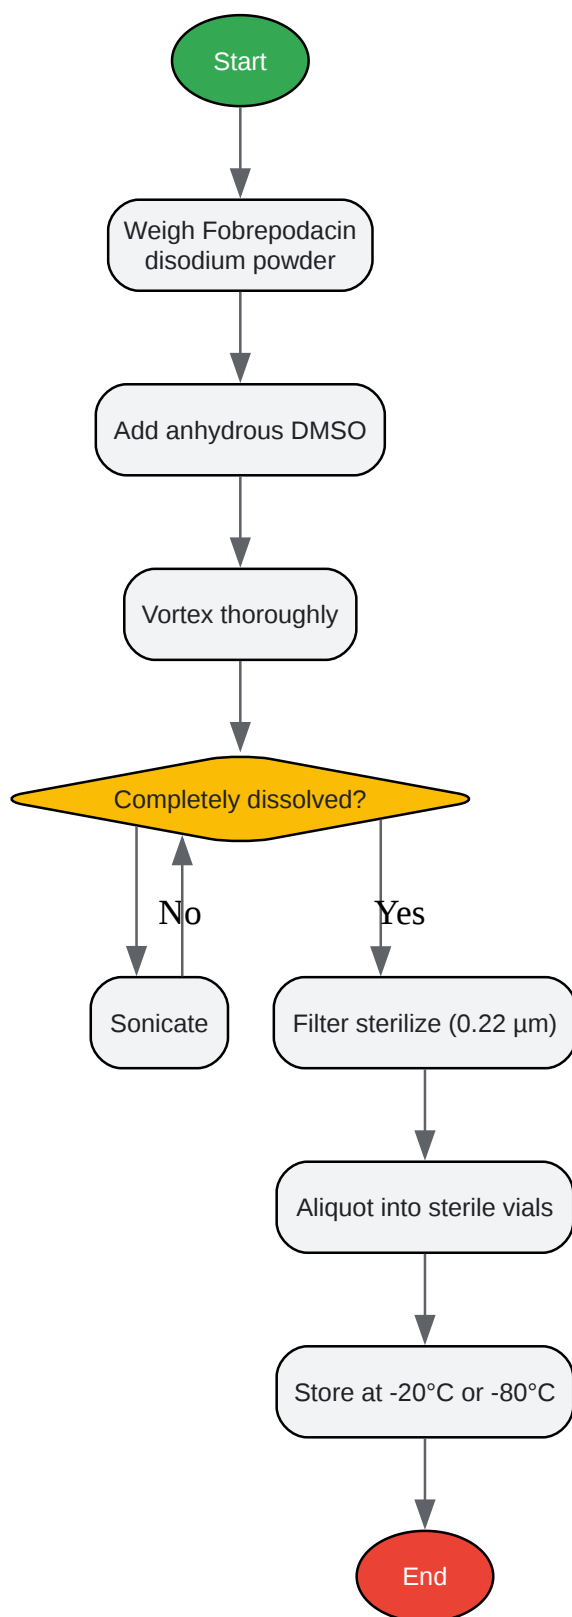 Start
Weigh Fobrepodacin
disodium powder
Add anhydrous DMSO
Vortex thoroughly
Completely dissolved?
No
Yes
Sonicate
Filter sterilize (0.22 µm)
Aliquot into sterile vials
Store at -20°C or -80°C
End